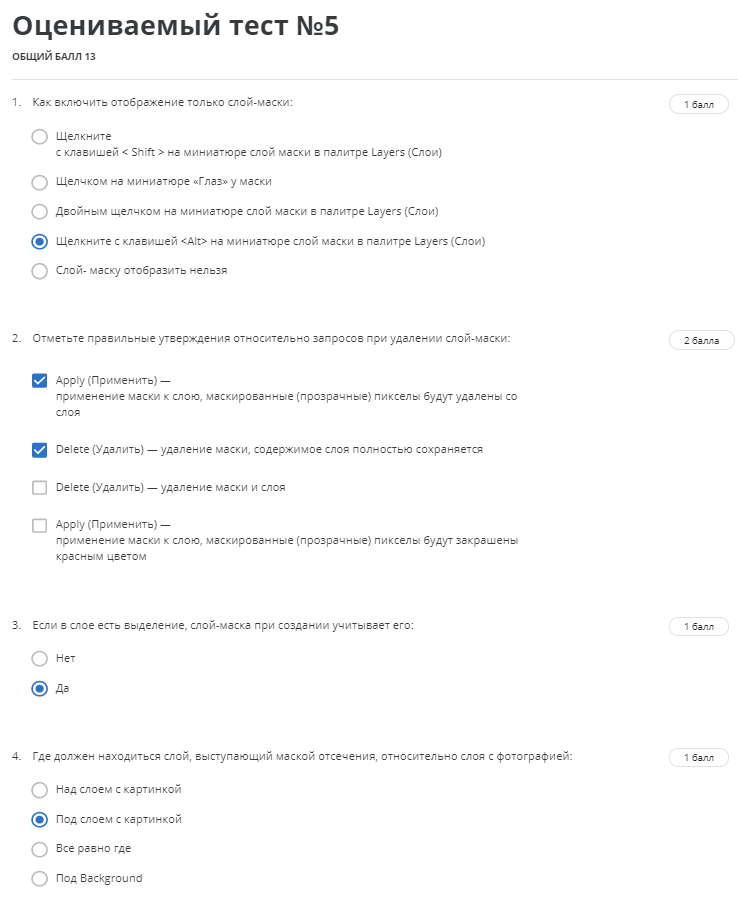 Оцениваемый тест №5
ОБЩИЙ БАЛЛ 13
1. Как включить отображение только слой-маски:
1 балл
Щелкните
с клавишей < Shift > на миниатюре слой маски в палитре Layers (Слои)
Щелчком на миниатюре «Глаз» у маски
Двойным щелчком на миниатюре слой маски в палитре Layers (Слои)
Щелкните с клавишей <Alt> на миниатюре слой маски в палитре Layers (Слои)
Слой- маску отобразить нельзя
2. Отметьте правильные утверждения относительно запросов при удалении слой-маски:
2 балла
Apply (Применить) —
применение маски к слою, маскированные (прозрачные) пикселы будут удалены со
слоя
Delete (Удалить) — удаление маски, содержимое слоя полностью сохраняется
Delete (Удалить) — удаление маски и слоя
Apply (Применить) —
применение маски к слою, маскированные (прозрачные) пикселы будут закрашены
красным цветом
3. Если в слое есть выделение, слой-маска при создании учитывает его:
1 балл
Нет
Да
4. Где должен находиться слой, выступающий маской отсечения, относительно слоя с фотографией:
1 балл
Над слоем с картинкой
Под слоем с картинкой
Все равно где
Под Background